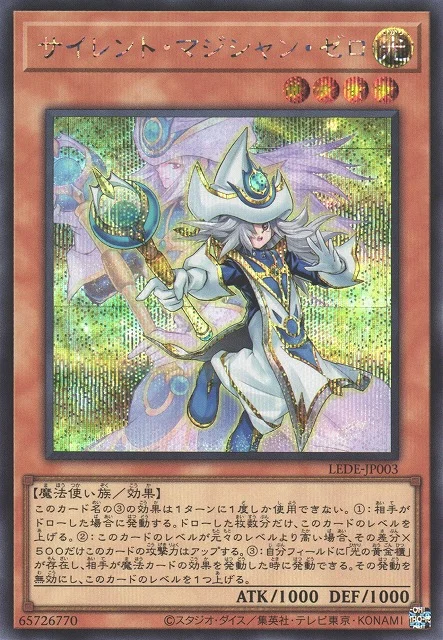 サイレント・マジシャン・ゼロ
光
LEDE-JP003
【魔法使い族／効果】
このカード名の③の効果は1ターンに1度しか使用できない。①：相手が
ドローした場合に発動する。ドローした枚数分だけ、このカードのレベルを
上げる。②：このカードのレベルが元々のレベルより高い場合、その差分×
500だけこのカードの攻撃力はアップする。③：自分フィールドに「光の黄金櫃」
が存在し、相手が魔法カードの効果を発動した時に発動できる。その発動を
無効にし、このカードのレベルを1つ上げる。
ATK/1000 DEF/1000
65726770
©スタジオ・ダイス／集英社・テレビ東京・KONAMI